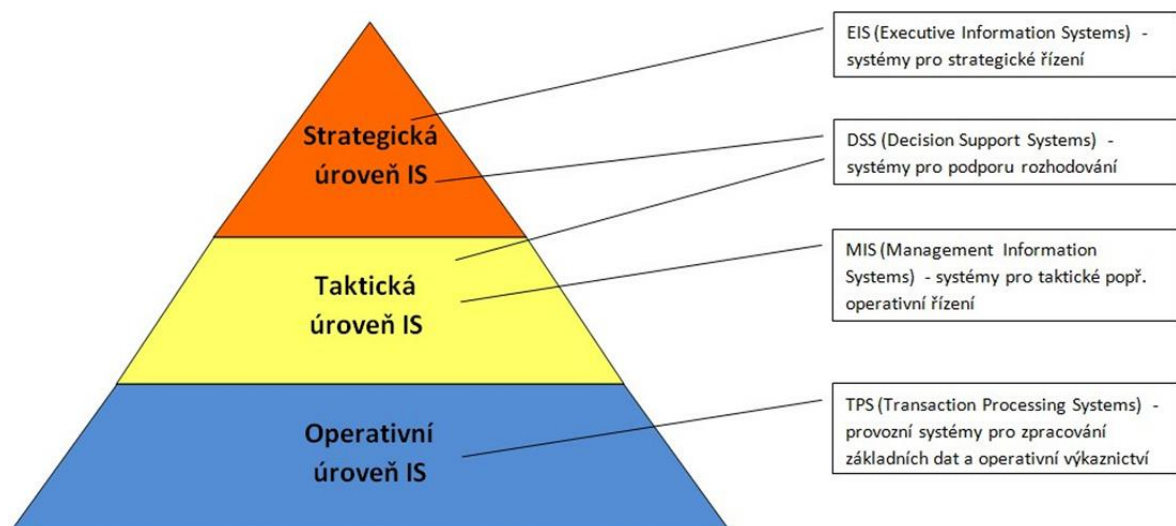 Strategická
úroveň IS
Taktická
úroveň IS
Operativní
úroveň IS
EIS (Executive Information Systems) -
systémy pro strategické řízení
DSS (Decision Support Systems) -
systémy pro podporu rozhodování
MIS (Management Information
Systems) - systémy pro taktické popř.
operativní řízení
TPS (Transaction Processing Systems) -
provozní systémy pro zpracování
základních dat a operativní výkaznictví